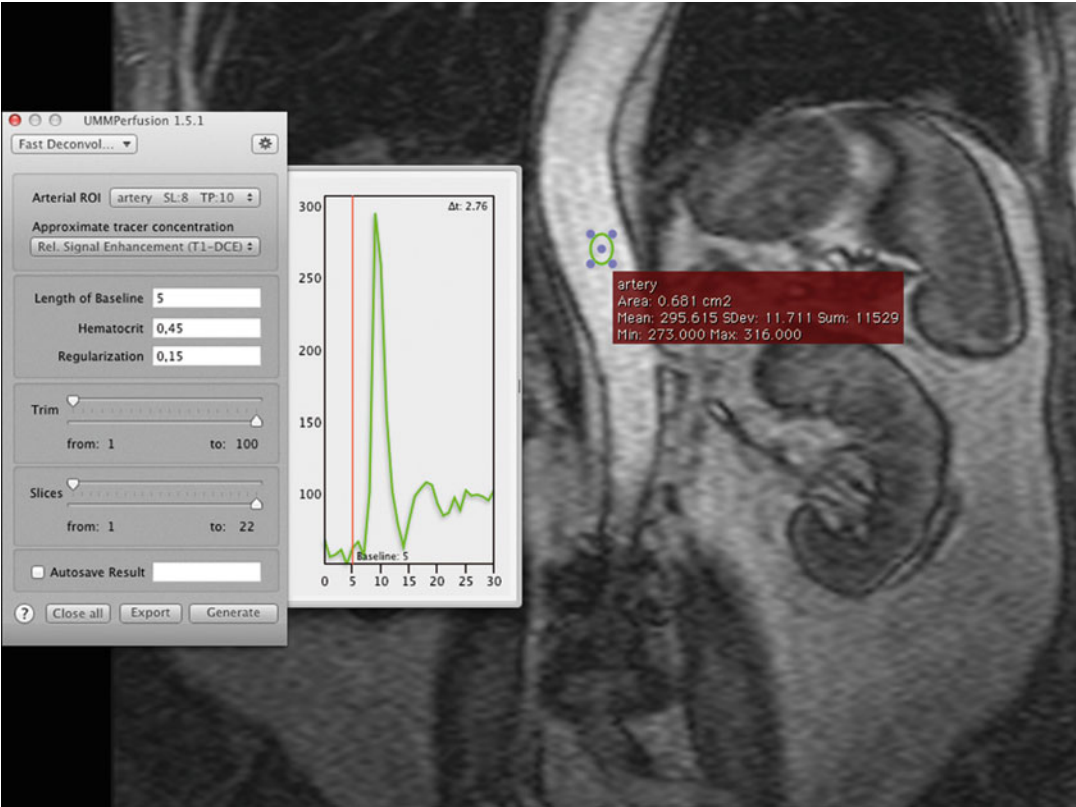 UMMPerfusion 1.5.1
Fast Deconvol...
Arterial ROI artery SL:8 TP:10
Approximate tracer concentration
Rel. Signal Enhancement (T1-DCE)
Length of Baseline 5
Hematocrit 0,45
Regularization 0,15
Trim
from: 1 to: 100
Slices
from: 1 to: 22
Autosave Result
? Close all Export Generate
Δt: 2.76
300
250
200
150
100
Baseline: 5
0 5 10 15 20 25 30
artery
Area: 0.681 cm2
Mean: 295.615 SDev: 11.711 Sum: 11529
Min: 273.000 Max: 316.000